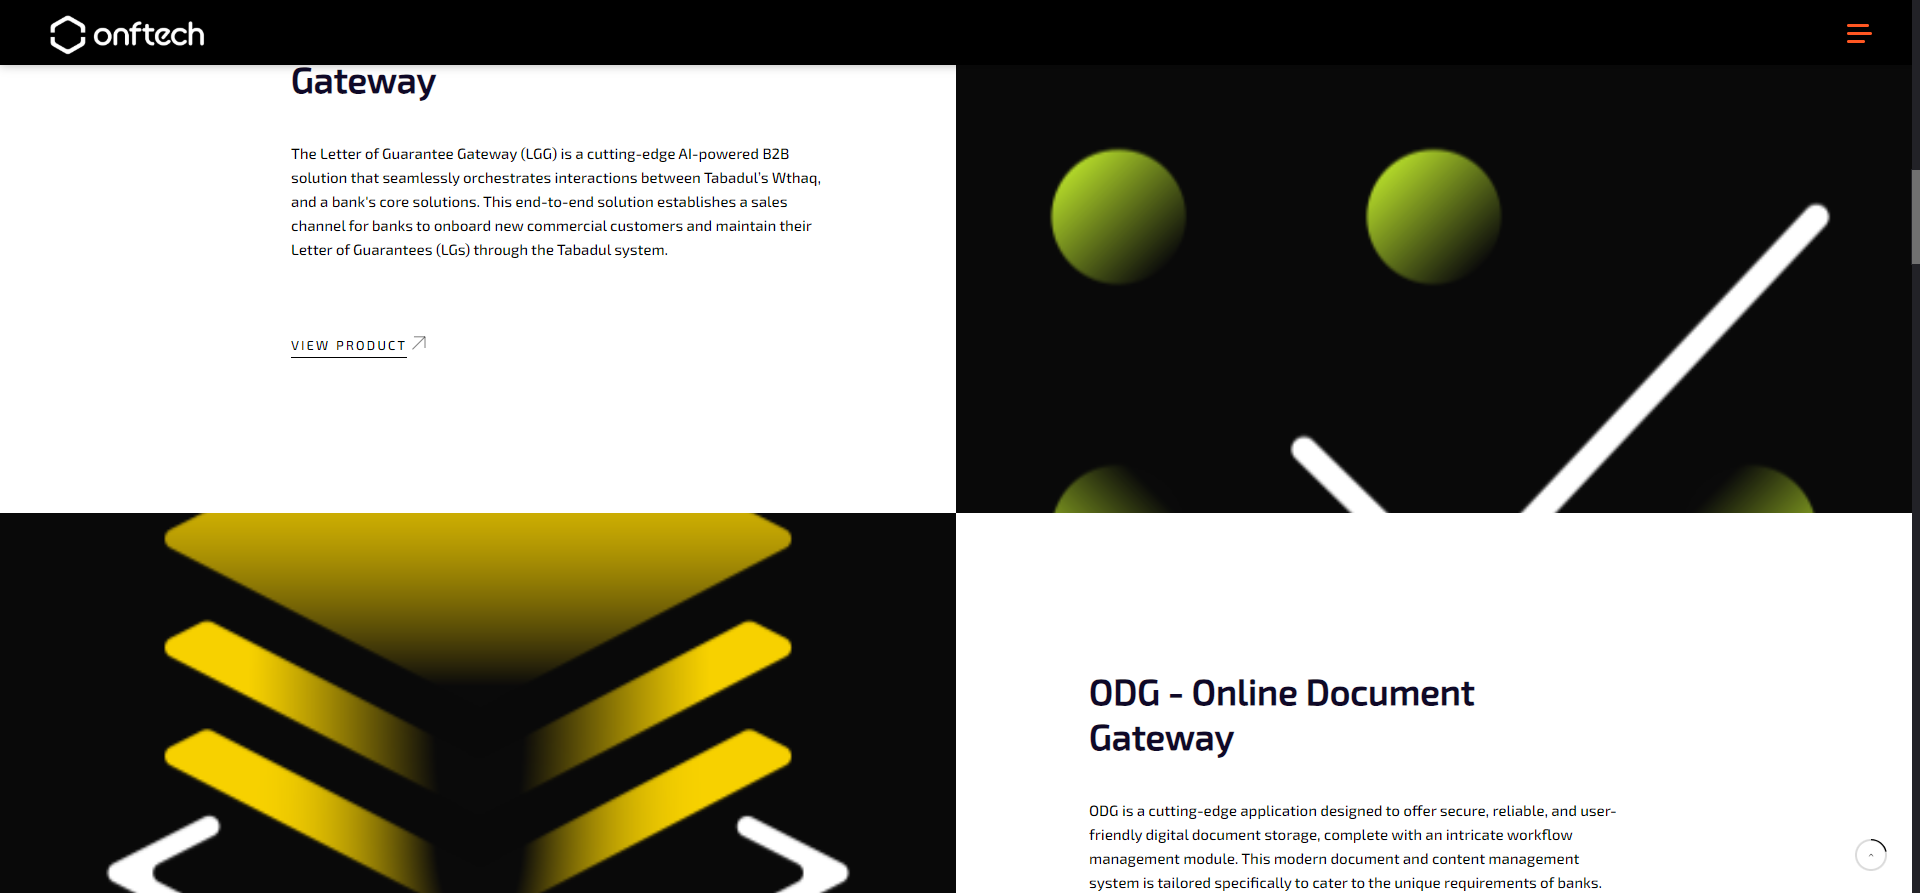 onftech
Gateway
The Letter of Guarantee Gateway (LGG) is a cutting-edge AI-powered B2B
solution that seamlessly orchestrates interactions between Tabadul's Wthaq,
and a bank's core solutions. This end-to-end solution establishes a sales
channel for banks to onboard new commercial customers and maintain their
Letter of Guarantees (LGs) through the Tabadul system.
VIEW PRODUCT
ODG - Online Document
Gateway
ODG is a cutting-edge application designed to offer secure, reliable, and user-
friendly digital document storage, complete with an intricate workflow
management module. This modern document and content management
system is tailored specifically to cater to the unique requirements of banks.